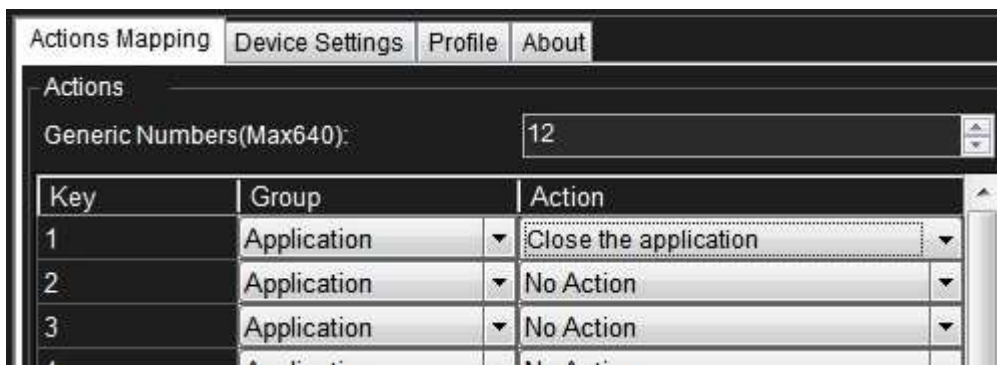 Actions Mapping Device Settings Profile About
Actions
Generic Numbers(Max640): 12
Key Group Action
1 Application Close the application
2 Application No Action
3 Application No Action